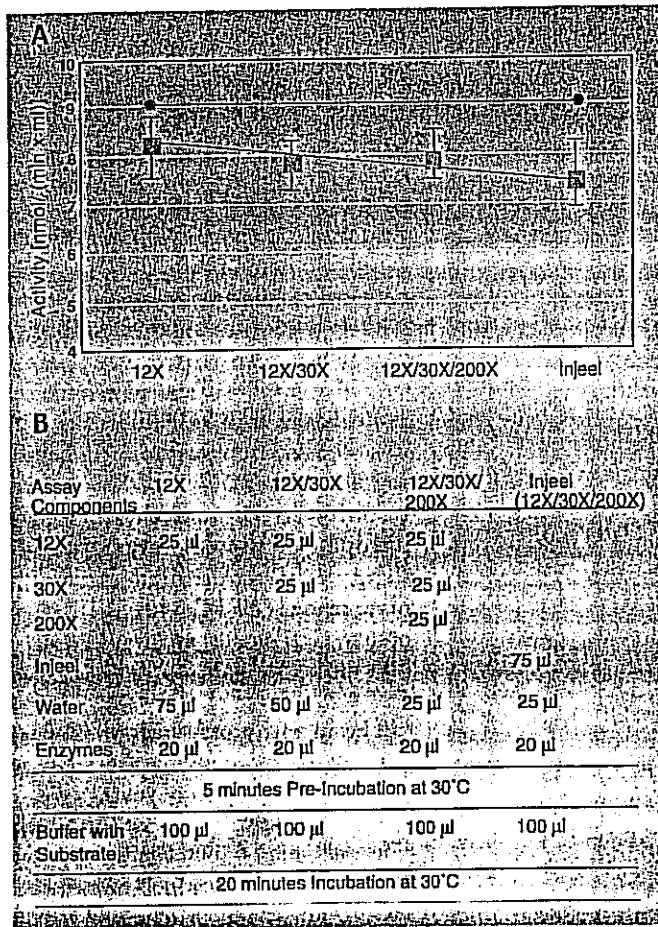 A
Activity [nmol / (min x ml)]
10
9
8
7
6
5
4
12X 12X/30X 12X/30X/200X Injeel
B
Assay Components 12X 12X/30X 12X/30X/200X Injeel (12X/30X/200X)
12X 25 µl 25 µl 25 µl
30X 25 µl 25 µl
200X 25 µl
Injeel 75 µl
Water 75 µl 50 µl 25 µl 25 µl
Enzymes 20 µl 20 µl 20 µl 20 µl
5 minutes Pre-Incubation at 30°C
Buffer with Substrate 100 µl 100 µl 100 µl 100 µl
20 minutes Incubation at 30°C